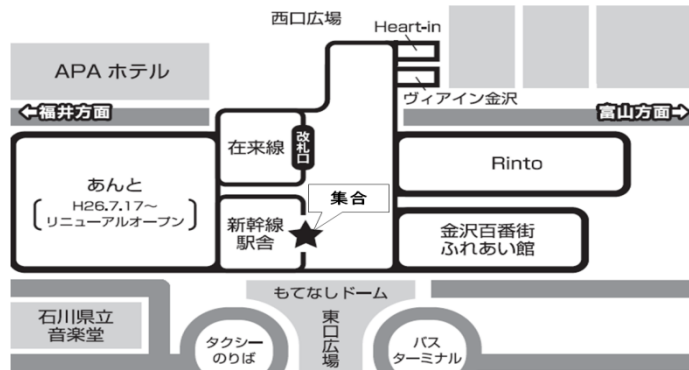 西口広場
Heart-in
APA ホテル
ヴィアイン金沢
←福井方面
富山方面→
在来線
改札口
Rinto
あんと
H26.7.17～
リニューアルオープン
集合
新幹線
駅舎
金沢百番街
ふれあい館
もてなしドーム
石川県立
音楽堂
タクシー
のりば
東口広場
バス
ターミナル